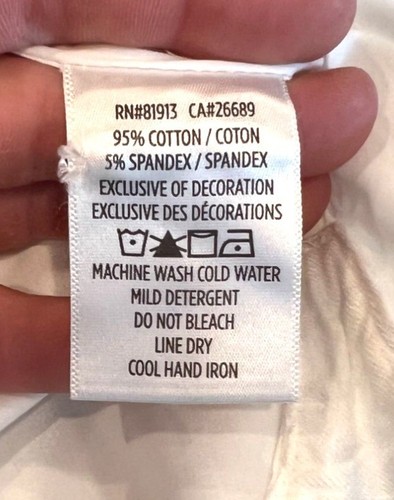 RN#81913 CA#26689
95% COTTON / COTON
5% SPANDEX / SPANDEX
EXCLUSIVE OF DECORATION
EXCLUSIVE DES DÉCORATIONS
MACHINE WASH COLD WATER
MILD DETERGENT
DO NOT BLEACH
LINE DRY
COOL HAND IRON